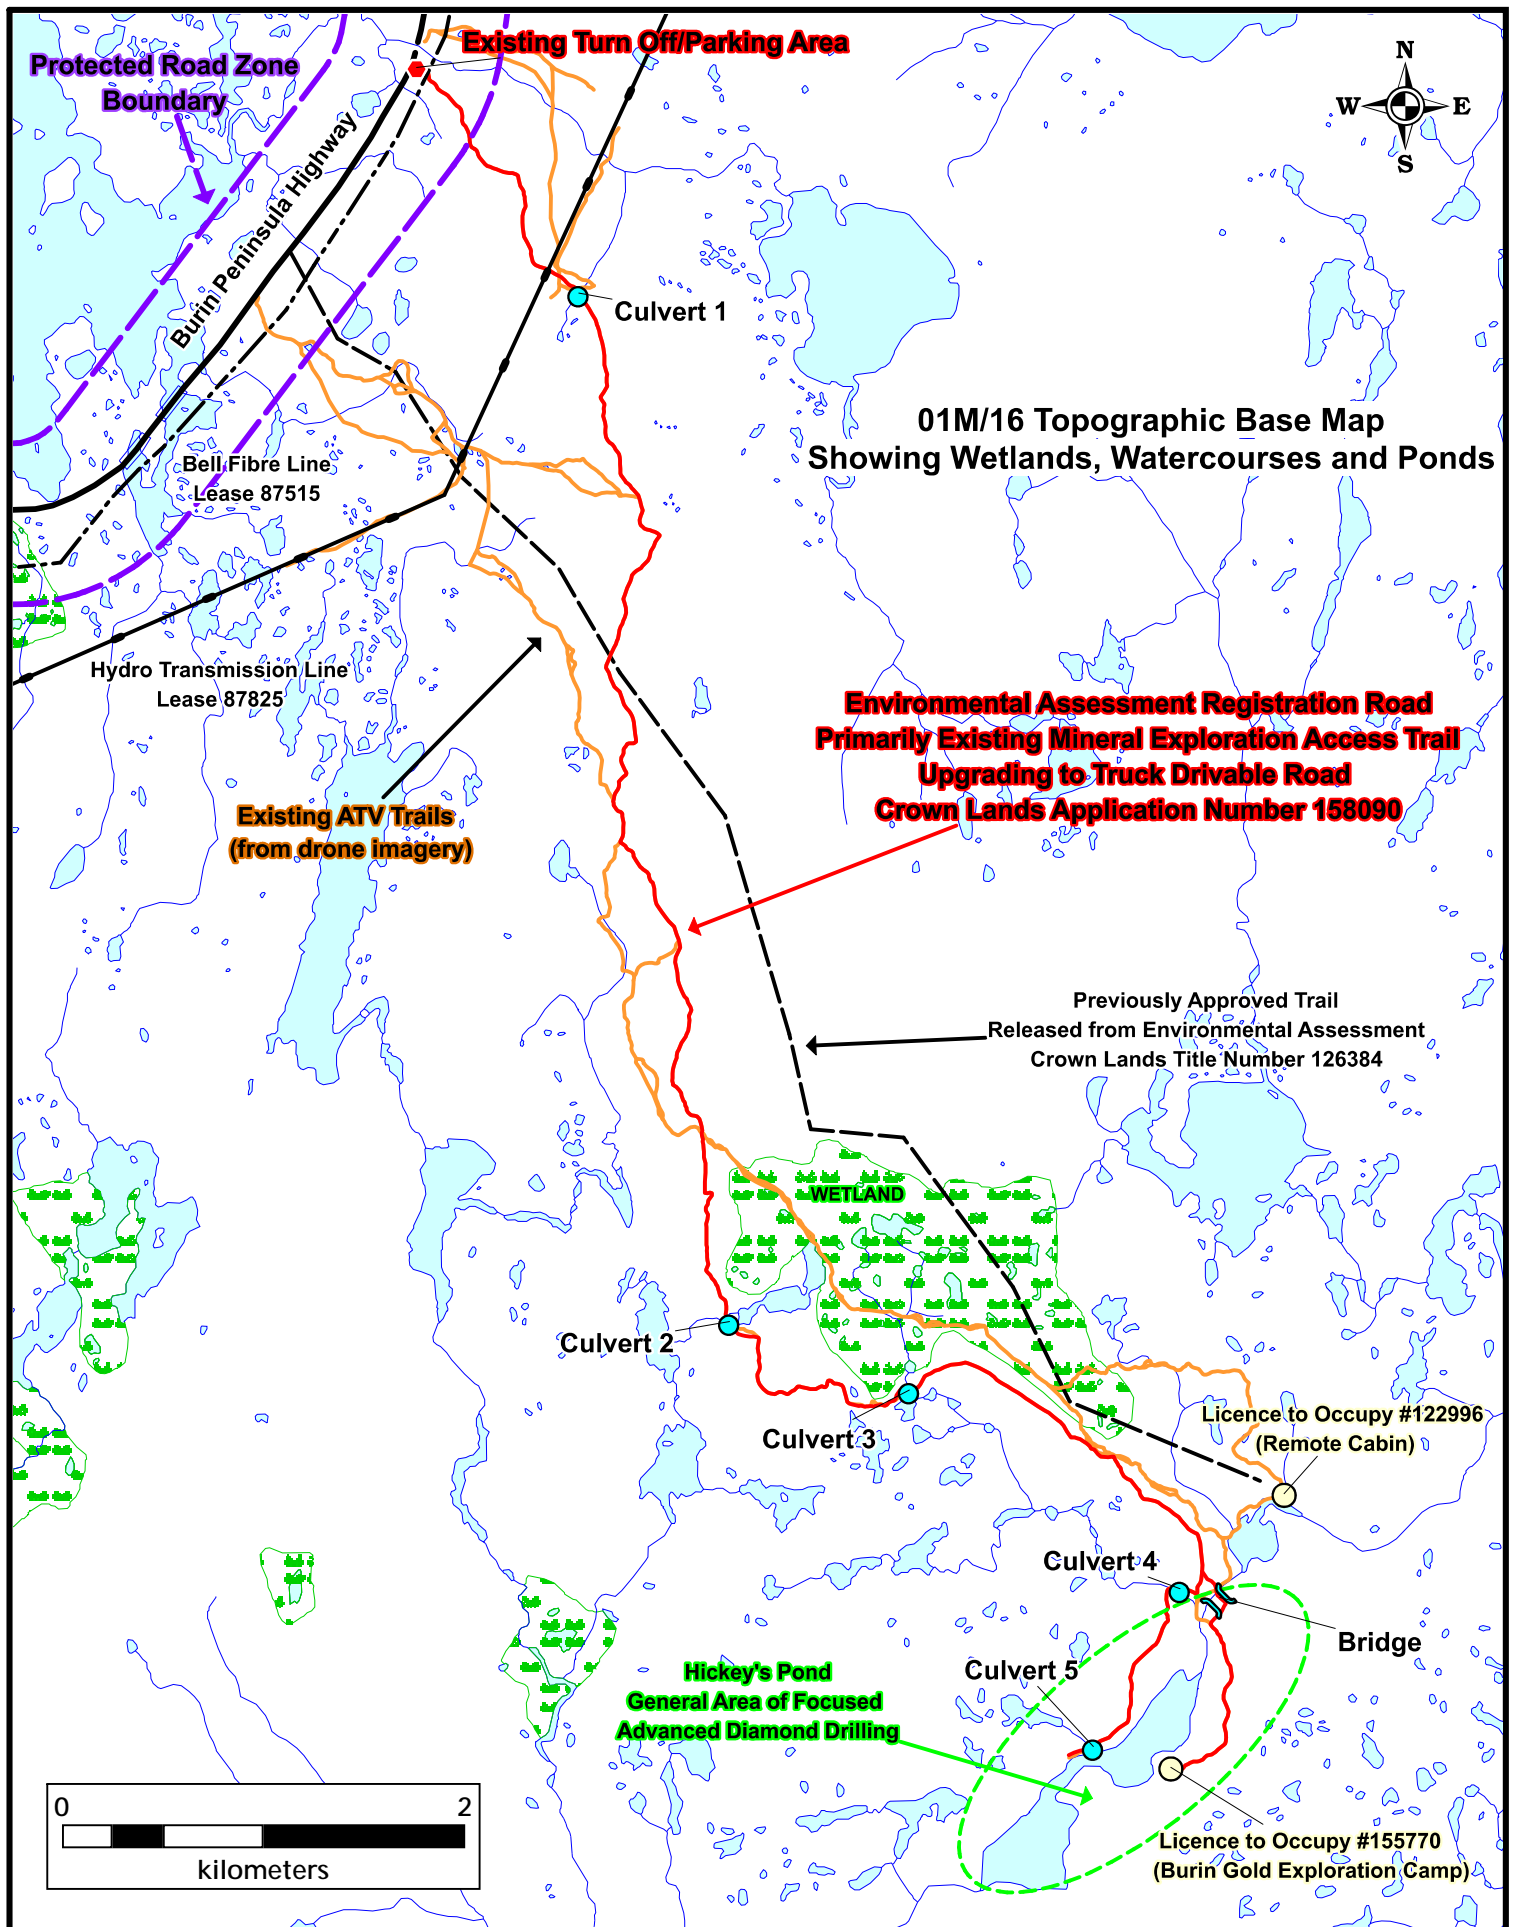 Existing Turn Off/Parking Area
Protected Road Zone
Boundary
N
W
E
S
Burin Peninsula Highway
Culvert 1
01M/16 Topographic Base Map
Showing Wetlands, Watercourses and Ponds
Bell Fibre Line
Lease 87515
Hydro Transmission Line
Lease 87825
Environmental Assessment Registration Road
Primarily Existing Mineral Exploration Access Trail
Upgrading to Truck Drivable Road
Crown Lands Application Number 158090
Existing ATV Trails
(from drone imagery)
Previously Approved Trail
Released from Environmental Assessment
Crown Lands Title Number 126384
WETLAND
Culvert 2
Culvert 3
Licence to Occupy #122996
(Remote Cabin)
Culvert 4
Bridge
Culvert 5
Hickey's Pond
General Area of Focused
Advanced Diamond Drilling
Licence to Occupy #155770
(Burin Gold Exploration Camp)
0
2
kilometers